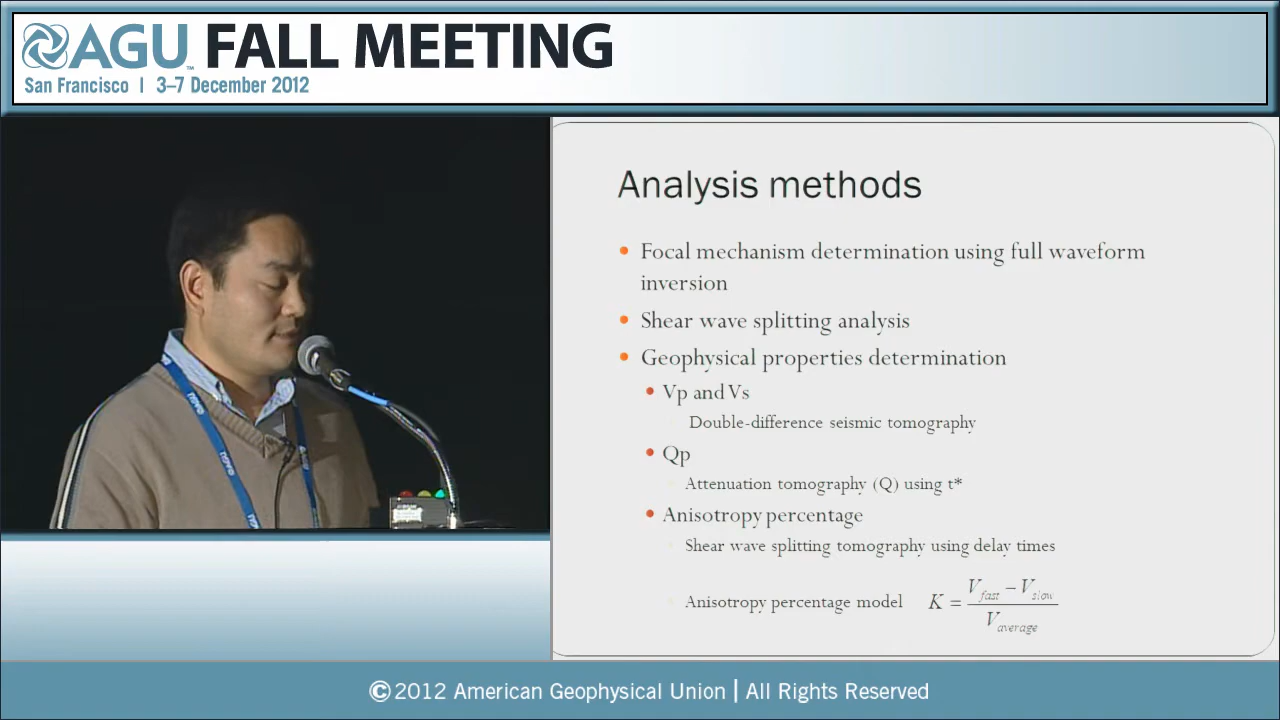 AGU™ FALL MEETING
San Francisco | 3–7 December 2012
Analysis methods
• Focal mechanism determination using full waveform
inversion
• Shear wave splitting analysis
• Geophysical properties determination
• Vp and Vs
Double-difference seismic tomography
• Qp
Attenuation tomography (Q) using t*
• Anisotropy percentage
Shear wave splitting tomography using delay times
Anisotropy percentage model K = (V_fast − V_slow) / V_average
© 2012 American Geophysical Union | All Rights Reserved